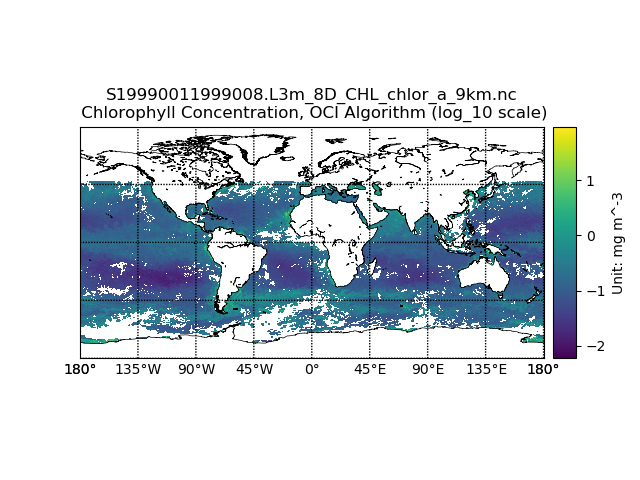 S19990011999008.L3m_8D_CHL_chlor_a_9km.nc
Chlorophyll Concentration, OCI Algorithm (log_10 scale)
1
0
−1
−2
Unit: mg m^-3
180° 135°W 90°W 45°W 0° 45°E 90°E 135°E 180°